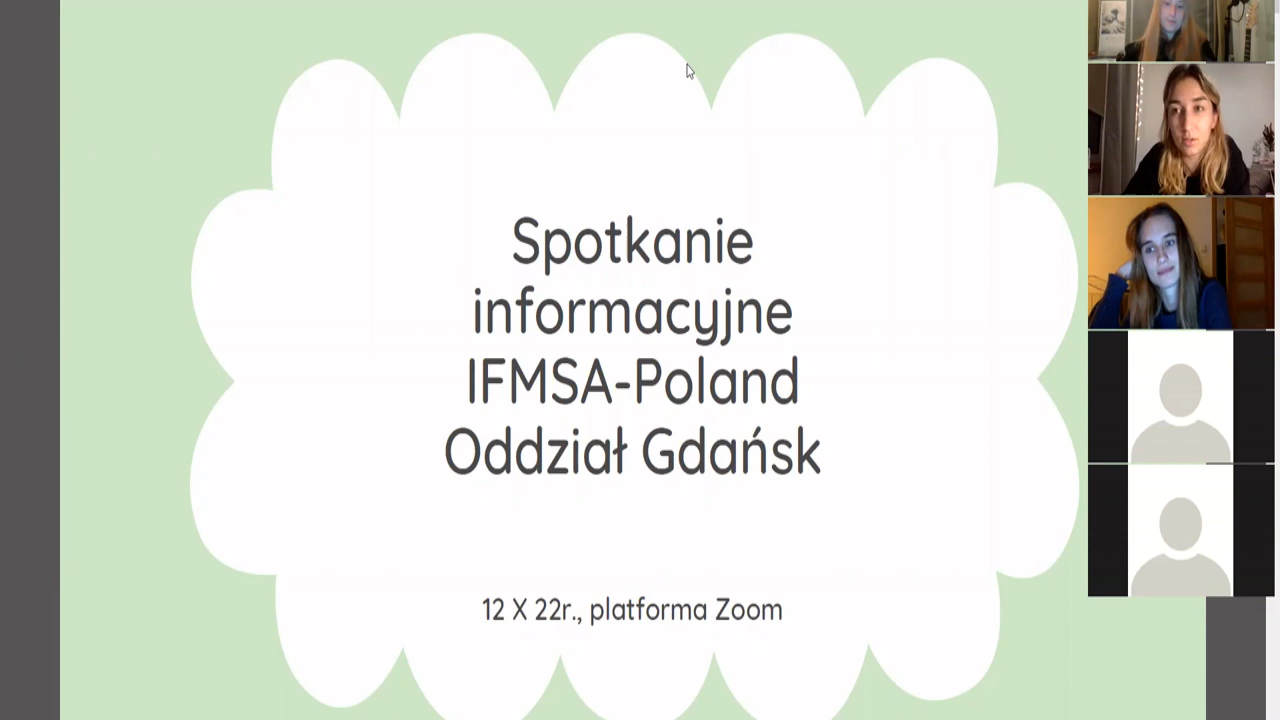 Spotkanie
informacyjne
IFMSA-Poland
Oddział Gdańsk
12 X 22r., platforma Zoom